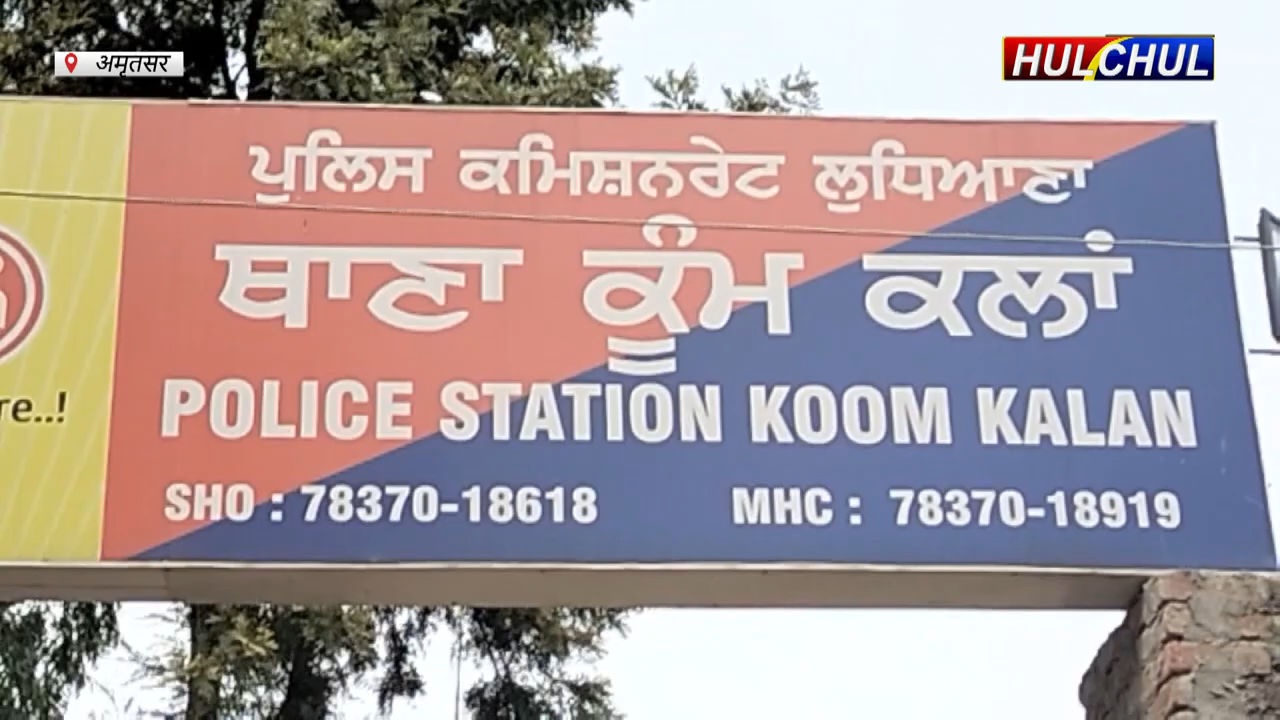 अमृतसर
HULCHUL
ਪੁਲਿਸ ਕਮਿਸ਼ਨਰੇਟ ਲੁਧਿਆਣਾ
ਥਾਣਾ ਕੂੰਮ ਕਲਾਂ
POLICE STATION KOOM KALAN
SHO : 78370-18618 MHC : 78370-18919